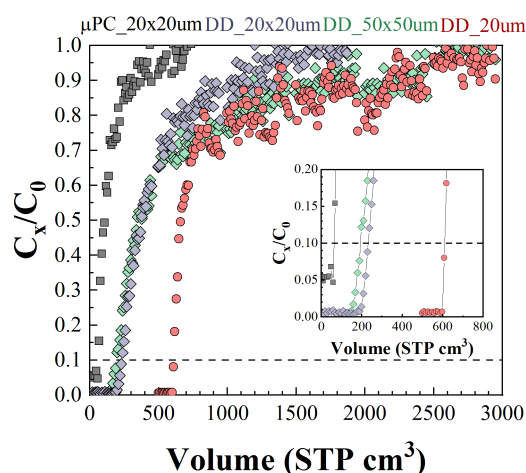 μPC_20x20um DD_20x20um DD_50x50um DD_20um
1.0
0.9
0.8
0.7
0.6
0.5
0.4
0.3
0.2
0.1
0.0
Cx/C0
0 500 1000 1500 2000 2500 3000
Volume (STP cm³)
0.20
0.15
0.10
0.05
0.00
Cx/C0
0 200 400 600 800
Volume (STP cm³)